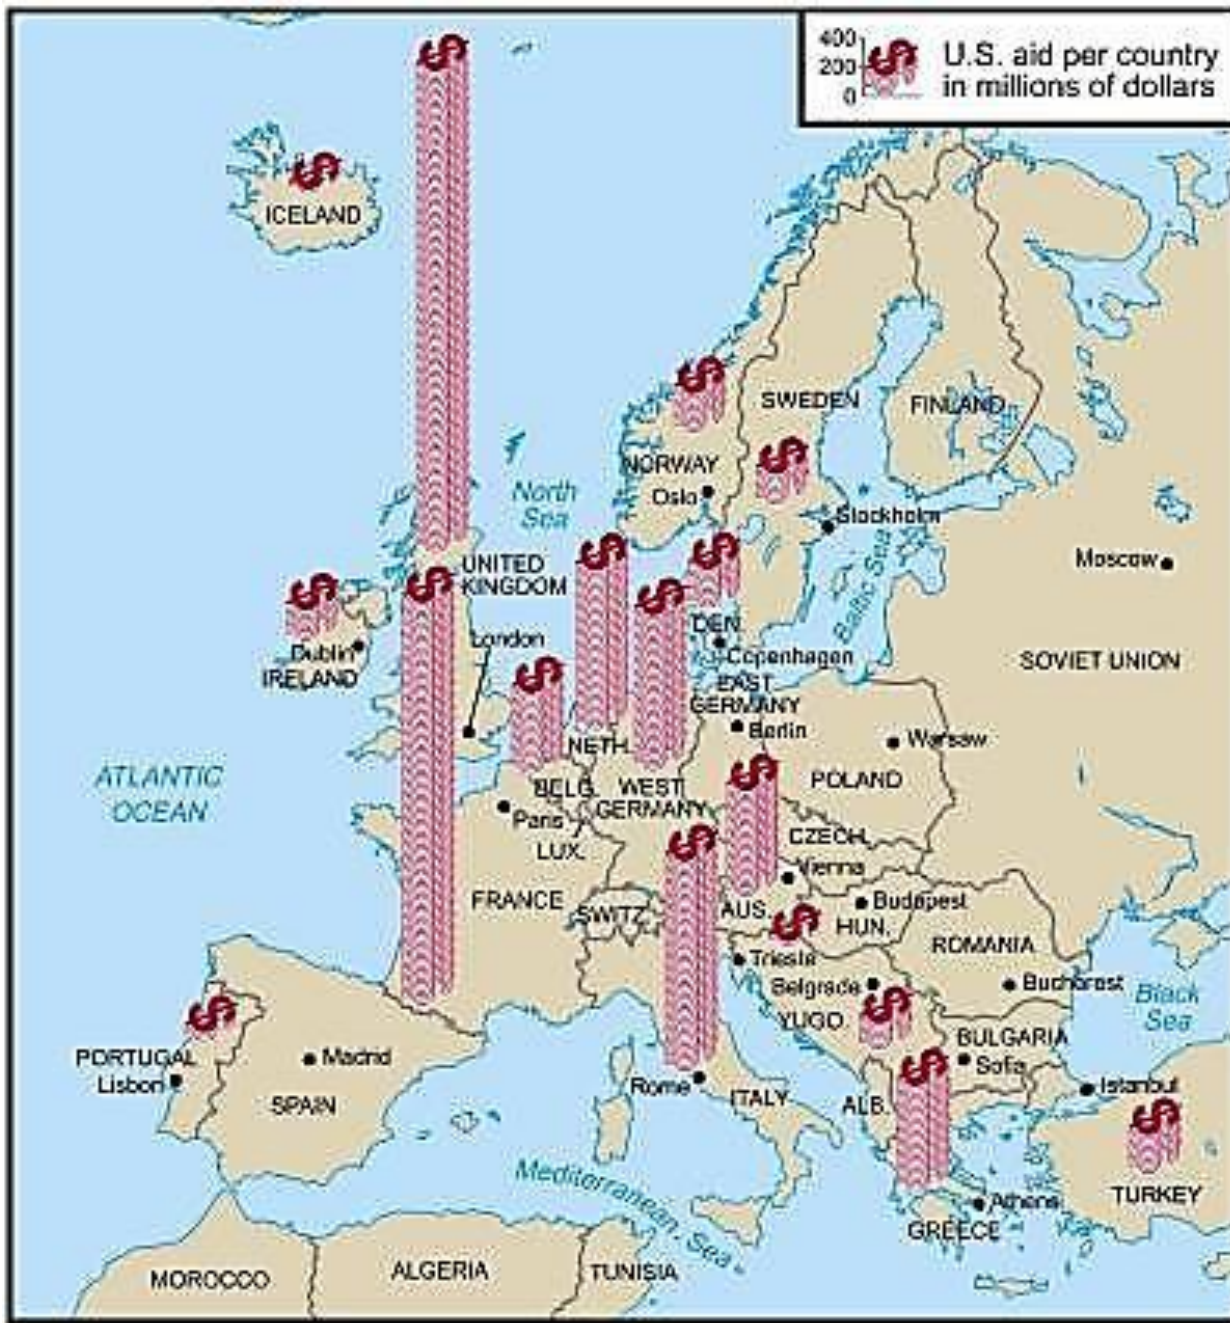 400
200
0
U.S. aid per country
in millions of dollars
ICELAND
SWEDEN
FINLAND
NORWAY
Oslo
North
Sea
Stockholm
Baltic Sea
Moscow
UNITED
KINGDOM
London
DEN.
Copenhagen
Dublin
IRELAND
SOVIET UNION
EAST
GERMANY
Berlin
Warsaw
NETH.
POLAND
ATLANTIC
OCEAN
BELG.
WEST
GERMANY
Paris
LUX.
CZECH.
Vienna
FRANCE
SWITZ.
AUS.
HUN.
Budapest
ROMANIA
Trieste
Belgrade
Bucharest
Black
Sea
YUGO
BULGARIA
Sofia
PORTUGAL
Lisbon
Madrid
SPAIN
Rome
ITALY
ALB.
Istanbul
TURKEY
Mediterranean Sea
Athens
GREECE
MOROCCO
ALGERIA
TUNISIA